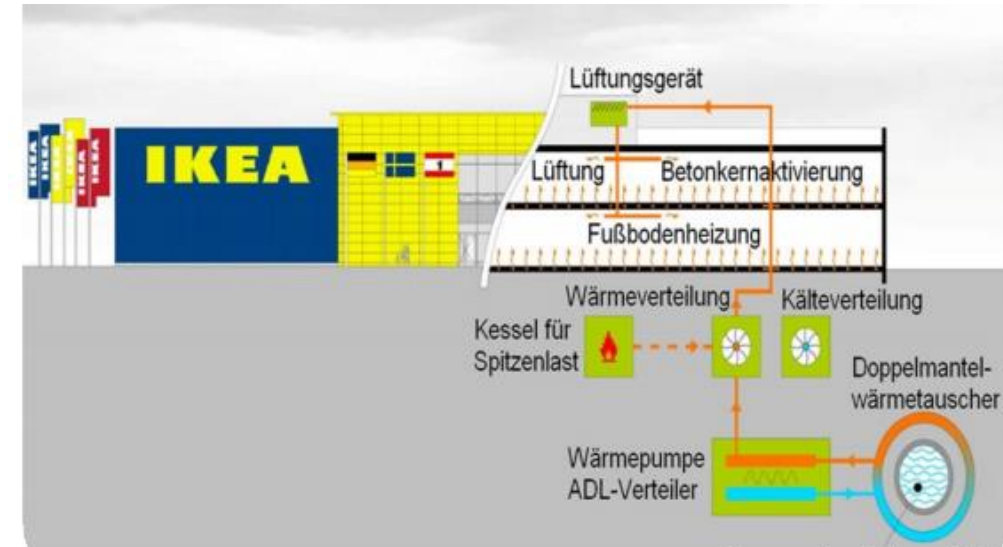 Lüftungsgerät
IKEA
IKEA
IKEA
IKEA
IKEA
1
Lüftung
Betonkernaktivierung
Fußbodenheizung
Wärmeverteilung
Kälteverteilung
Kessel für
Spitzenlast
Doppelmantel-
wärmetauscher
Wärmepumpe
ADL-Verteiler